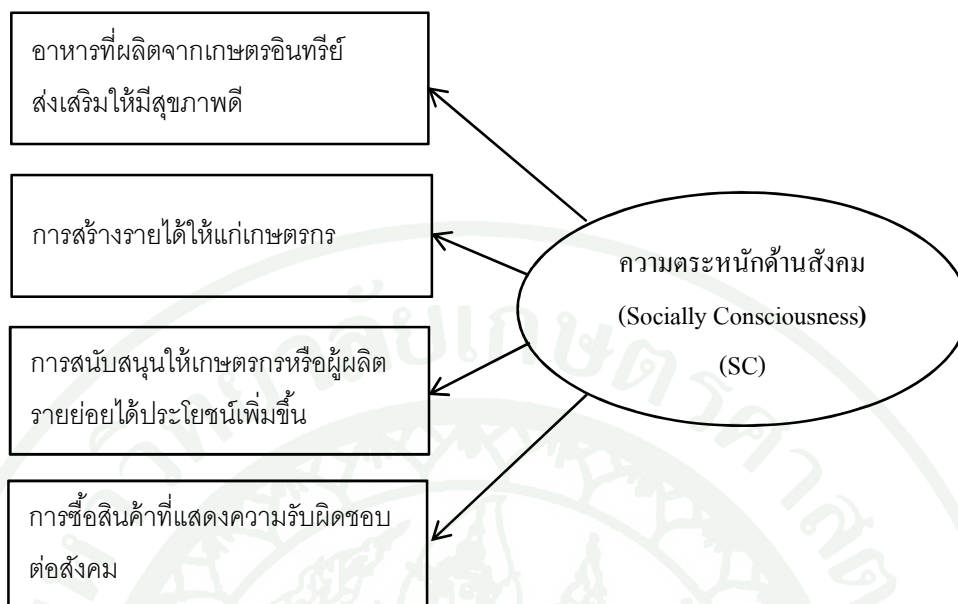 อาหารที่ผลิตจากเกษตรอินทรีย์
ส่งเสริมให้มีสุขภาพดี
การสร้างรายได้ให้แก่เกษตรกร
การสนับสนุนให้เกษตรกรหรือผู้ผลิต
รายย่อยได้ประโยชน์เพิ่มขึ้น
การซื้อสินค้าที่แสดงความรับผิดชอบ
ต่อสังคม
ความตระหนักด้านสังคม
(Socially Consciousness)
(SC)